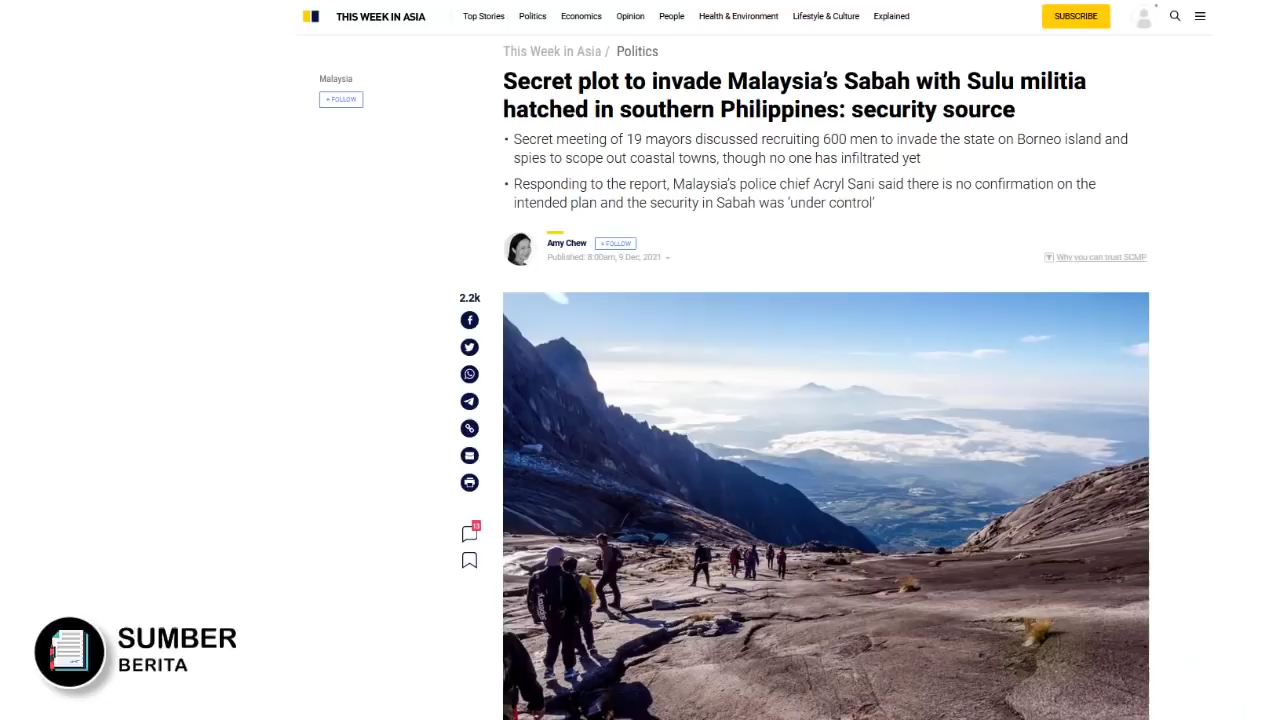 THIS WEEK IN ASIA Top Stories Politics Economics Opinion People Health & Environment Lifestyle & Culture Explained SUBSCRIBE
This Week in Asia / Politics
Malaysia
+ FOLLOW
Secret plot to invade Malaysia’s Sabah with Sulu militia
hatched in southern Philippines: security source
• Secret meeting of 19 mayors discussed recruiting 600 men to invade the state on Borneo island and
spies to scope out coastal towns, though no one has infiltrated yet
• Responding to the report, Malaysia’s police chief Acryl Sani said there is no confirmation on the
intended plan and the security in Sabah was ‘under control’
Amy Chew + FOLLOW
Published: 8:00am, 9 Dec, 2021
Why you can trust SCMP
2.2k
13
SUMBER
BERITA